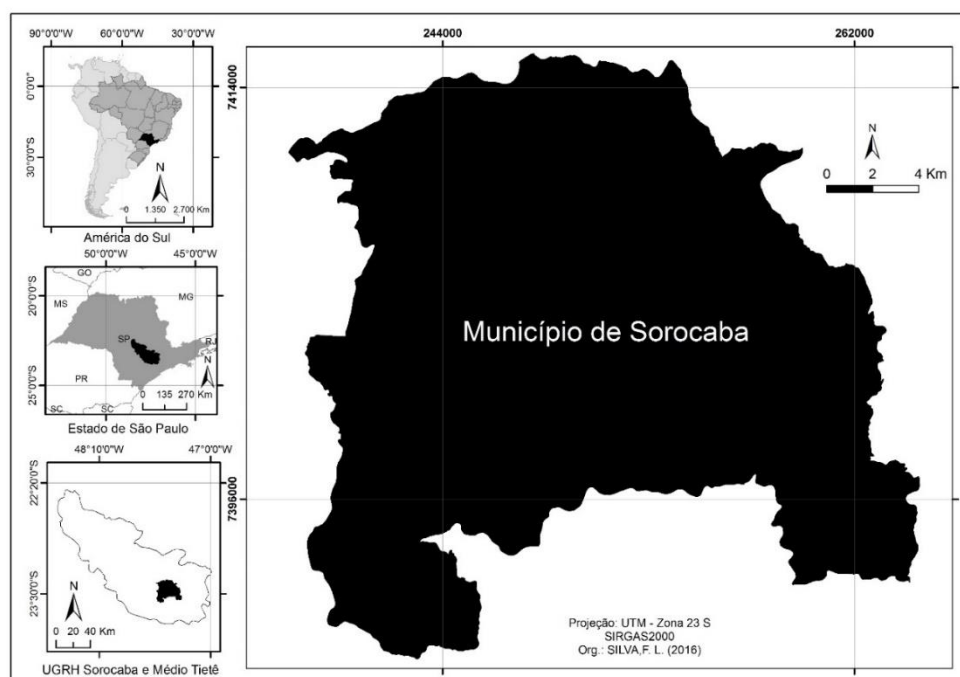 90°0'0"W 60°0'0"W 30°0'0"W
0°0'0"
30°0'0"S
N
0 1.350 2.700 Km
América do Sul
50°0'0"W 45°0'0"W
20°0'0"S
25°0'0"S
GO
MS
MG
SP
RJ
PR
SC
SC
N
0 135 270 Km
Estado de São Paulo
48°10'0"W 47°0'0"W
22°20'0"S
23°30'0"S
N
0 20 40 Km
UGRH Sorocaba e Médio Tietê
244000 262000
7414000
7396000
N
0 2 4 Km
Município de Sorocaba
Projeção: UTM - Zona 23 S
SIRGAS2000
Org.: SILVA,F. L. (2016)